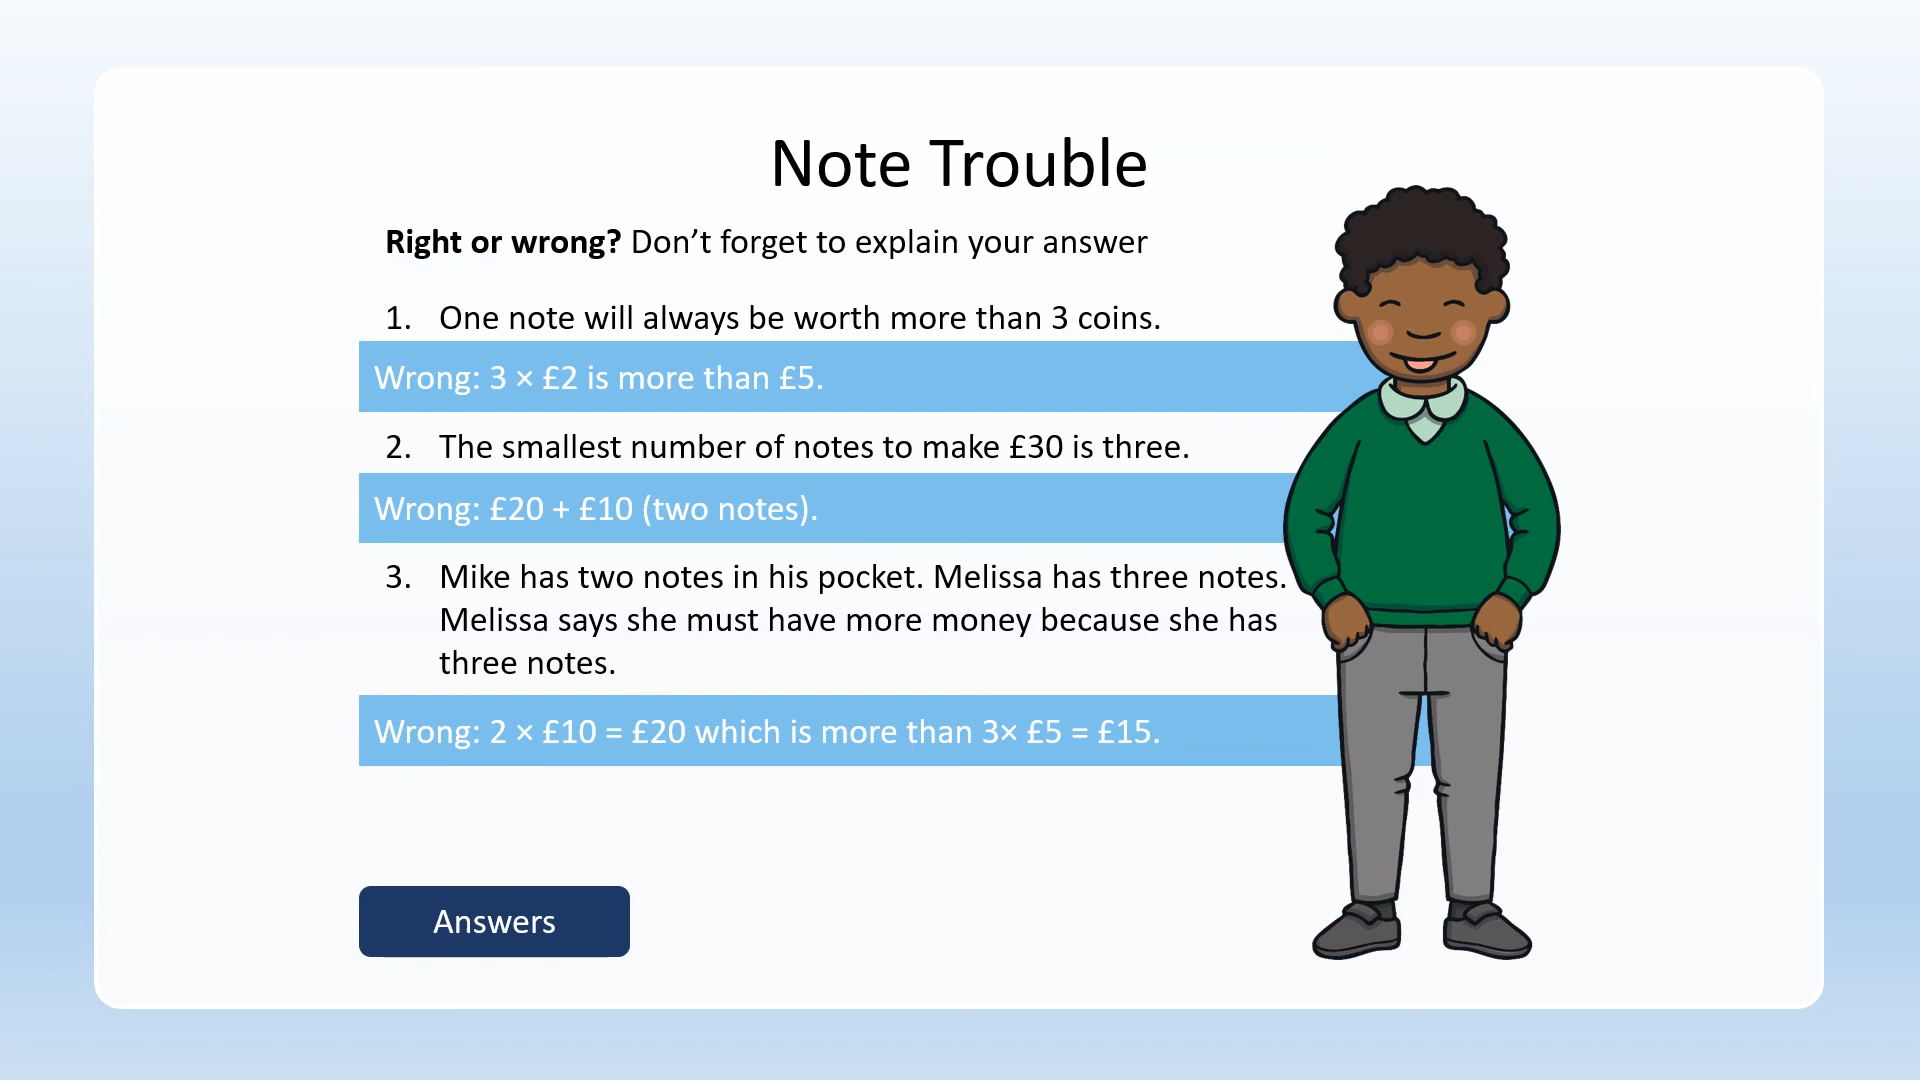 Note Trouble
Right or wrong? Don’t forget to explain your answer
1. One note will always be worth more than 3 coins.
Wrong: 3 × £2 is more than £5.
2. The smallest number of notes to make £30 is three.
Wrong: £20 + £10 (two notes).
3. Mike has two notes in his pocket. Melissa has three notes.
Melissa says she must have more money because she has
three notes.
Wrong: 2 × £10 = £20 which is more than 3× £5 = £15.
Answers